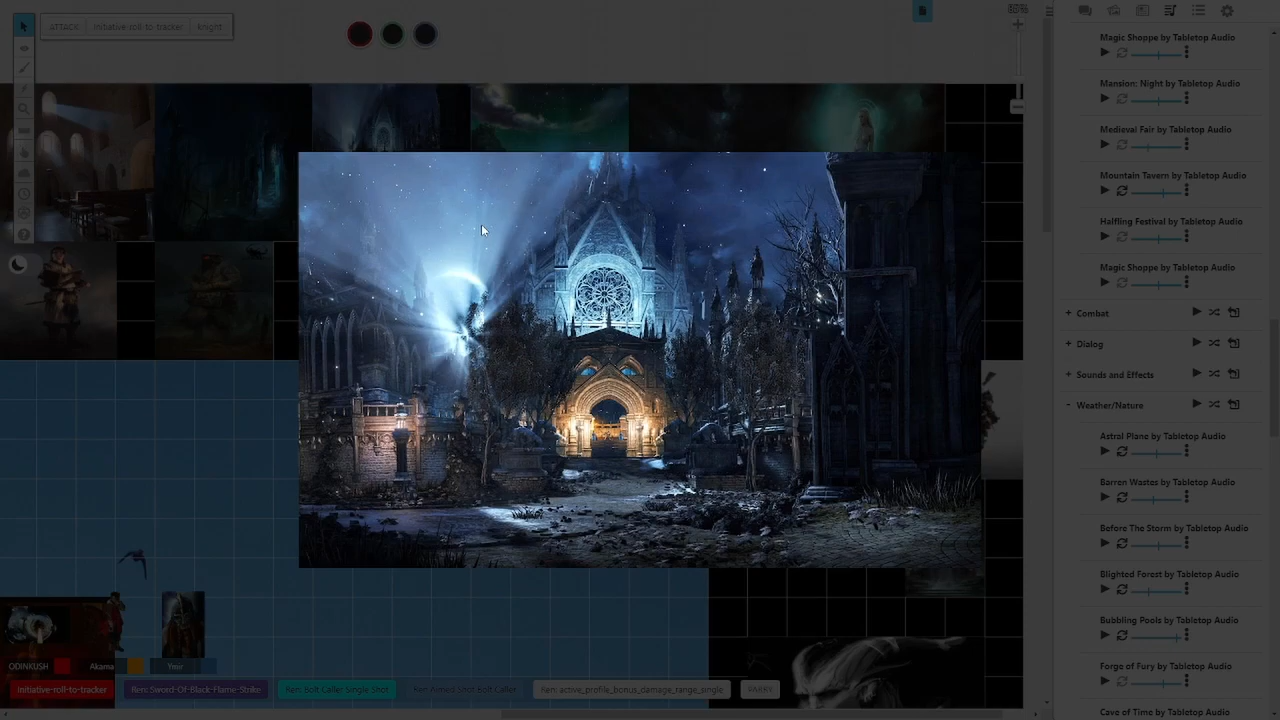 ATTACK initiative-roll-to-tracker Knight
Magic Shoppe by Tabletop Audio
Mansion: Night by Tabletop Audio
Medieval Fair by Tabletop Audio
Mountain Tavern by Tabletop Audio
Halfling Festival by Tabletop Audio
Magic Shoppe by Tabletop Audio
+ Combat
+ Dialog
+ Sounds and Effects
- Weather/Nature
Astral Plane by Tabletop Audio
Barren Wastes by Tabletop Audio
Before The Storm by Tabletop Audio
Blighted Forest by Tabletop Audio
Bubbling Pools by Tabletop Audio
Forge of Fury by Tabletop Audio
Cave of Time by Tabletop Audio
ODINKUSH Akama Ymir
initiative-roll-to-tracker Ken: Sword-Of-Black-Flame-Strike Ken: Bolt Caller Single Shot Ken Aimed Shot Bolt Caller Ken: active_profile_bonus_damage_range_single PARRY